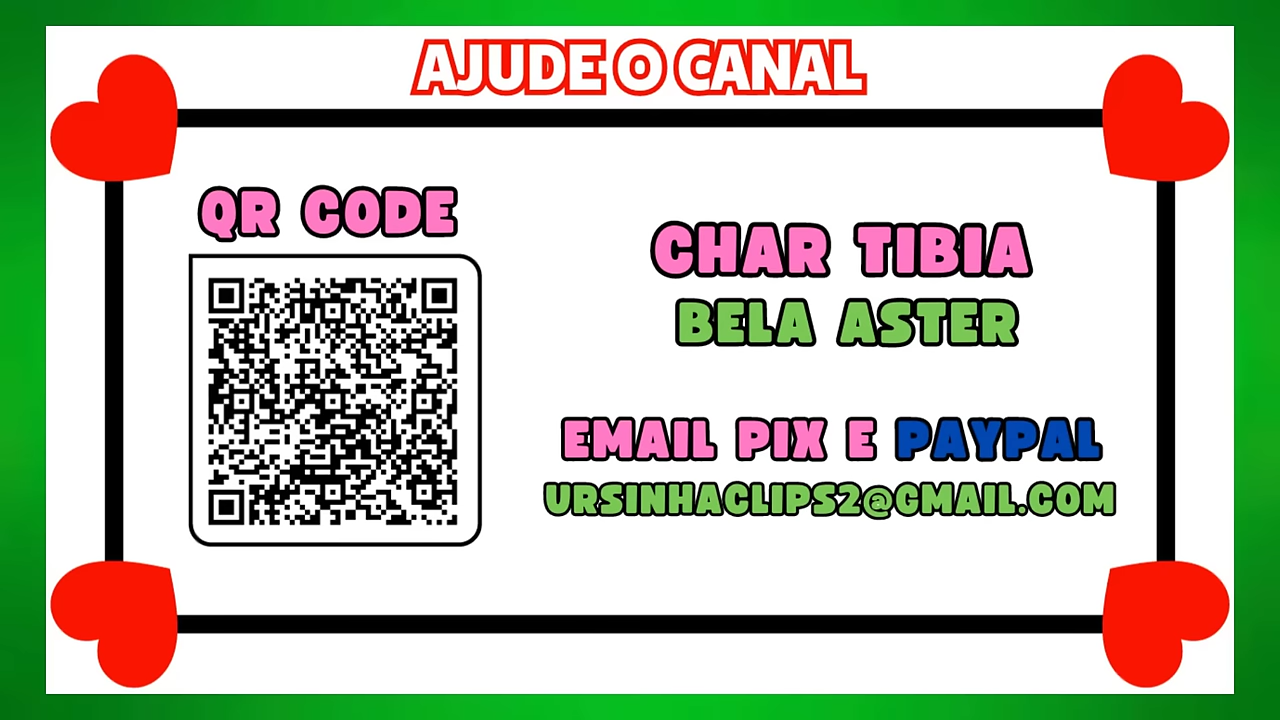 AJUDE O CANAL
QR CODE
CHAR TIBIA
BELA ASTER
EMAIL PIX E PAYPAL
URSINHACLIPS2@GMAIL.COM